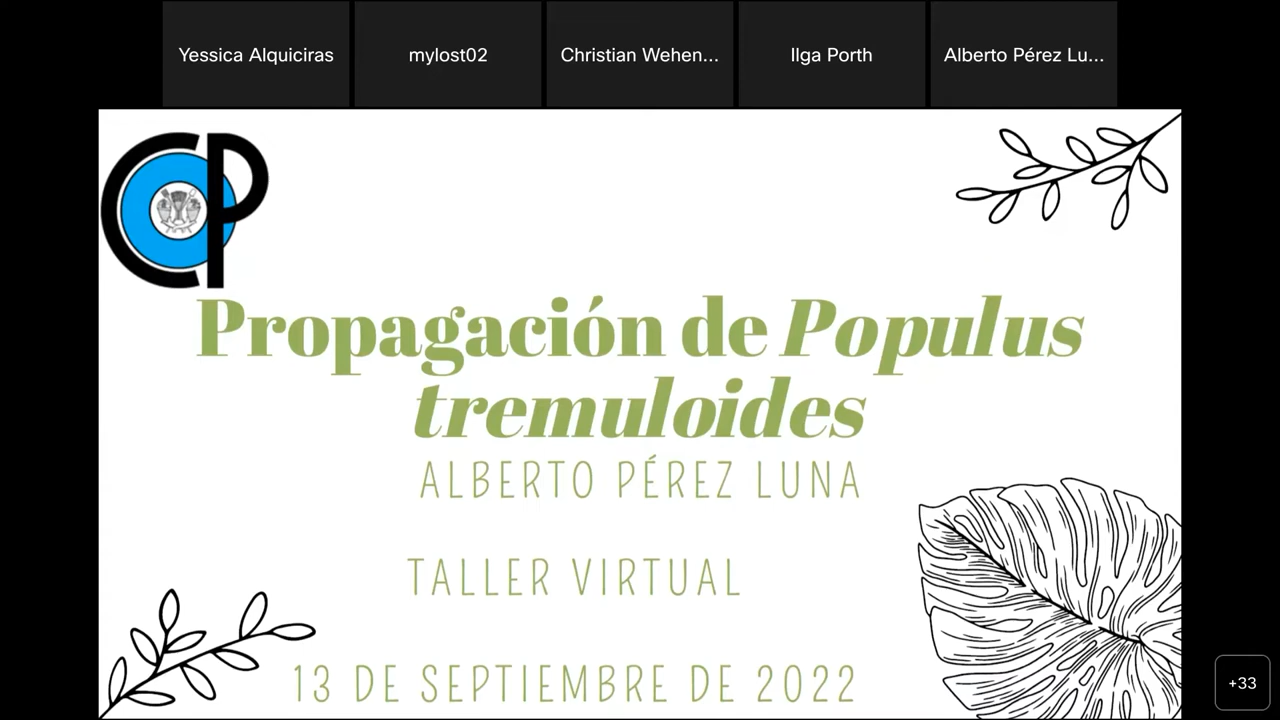 Yessica Alquiciras
mylost02
Christian Wehen...
Ilga Porth
Alberto Pérez Lu...
CP
Propagación de Populus
tremuloides
ALBERTO PÉREZ LUNA
TALLER VIRTUAL
13 DE SEPTIEMBRE DE 2022
+33